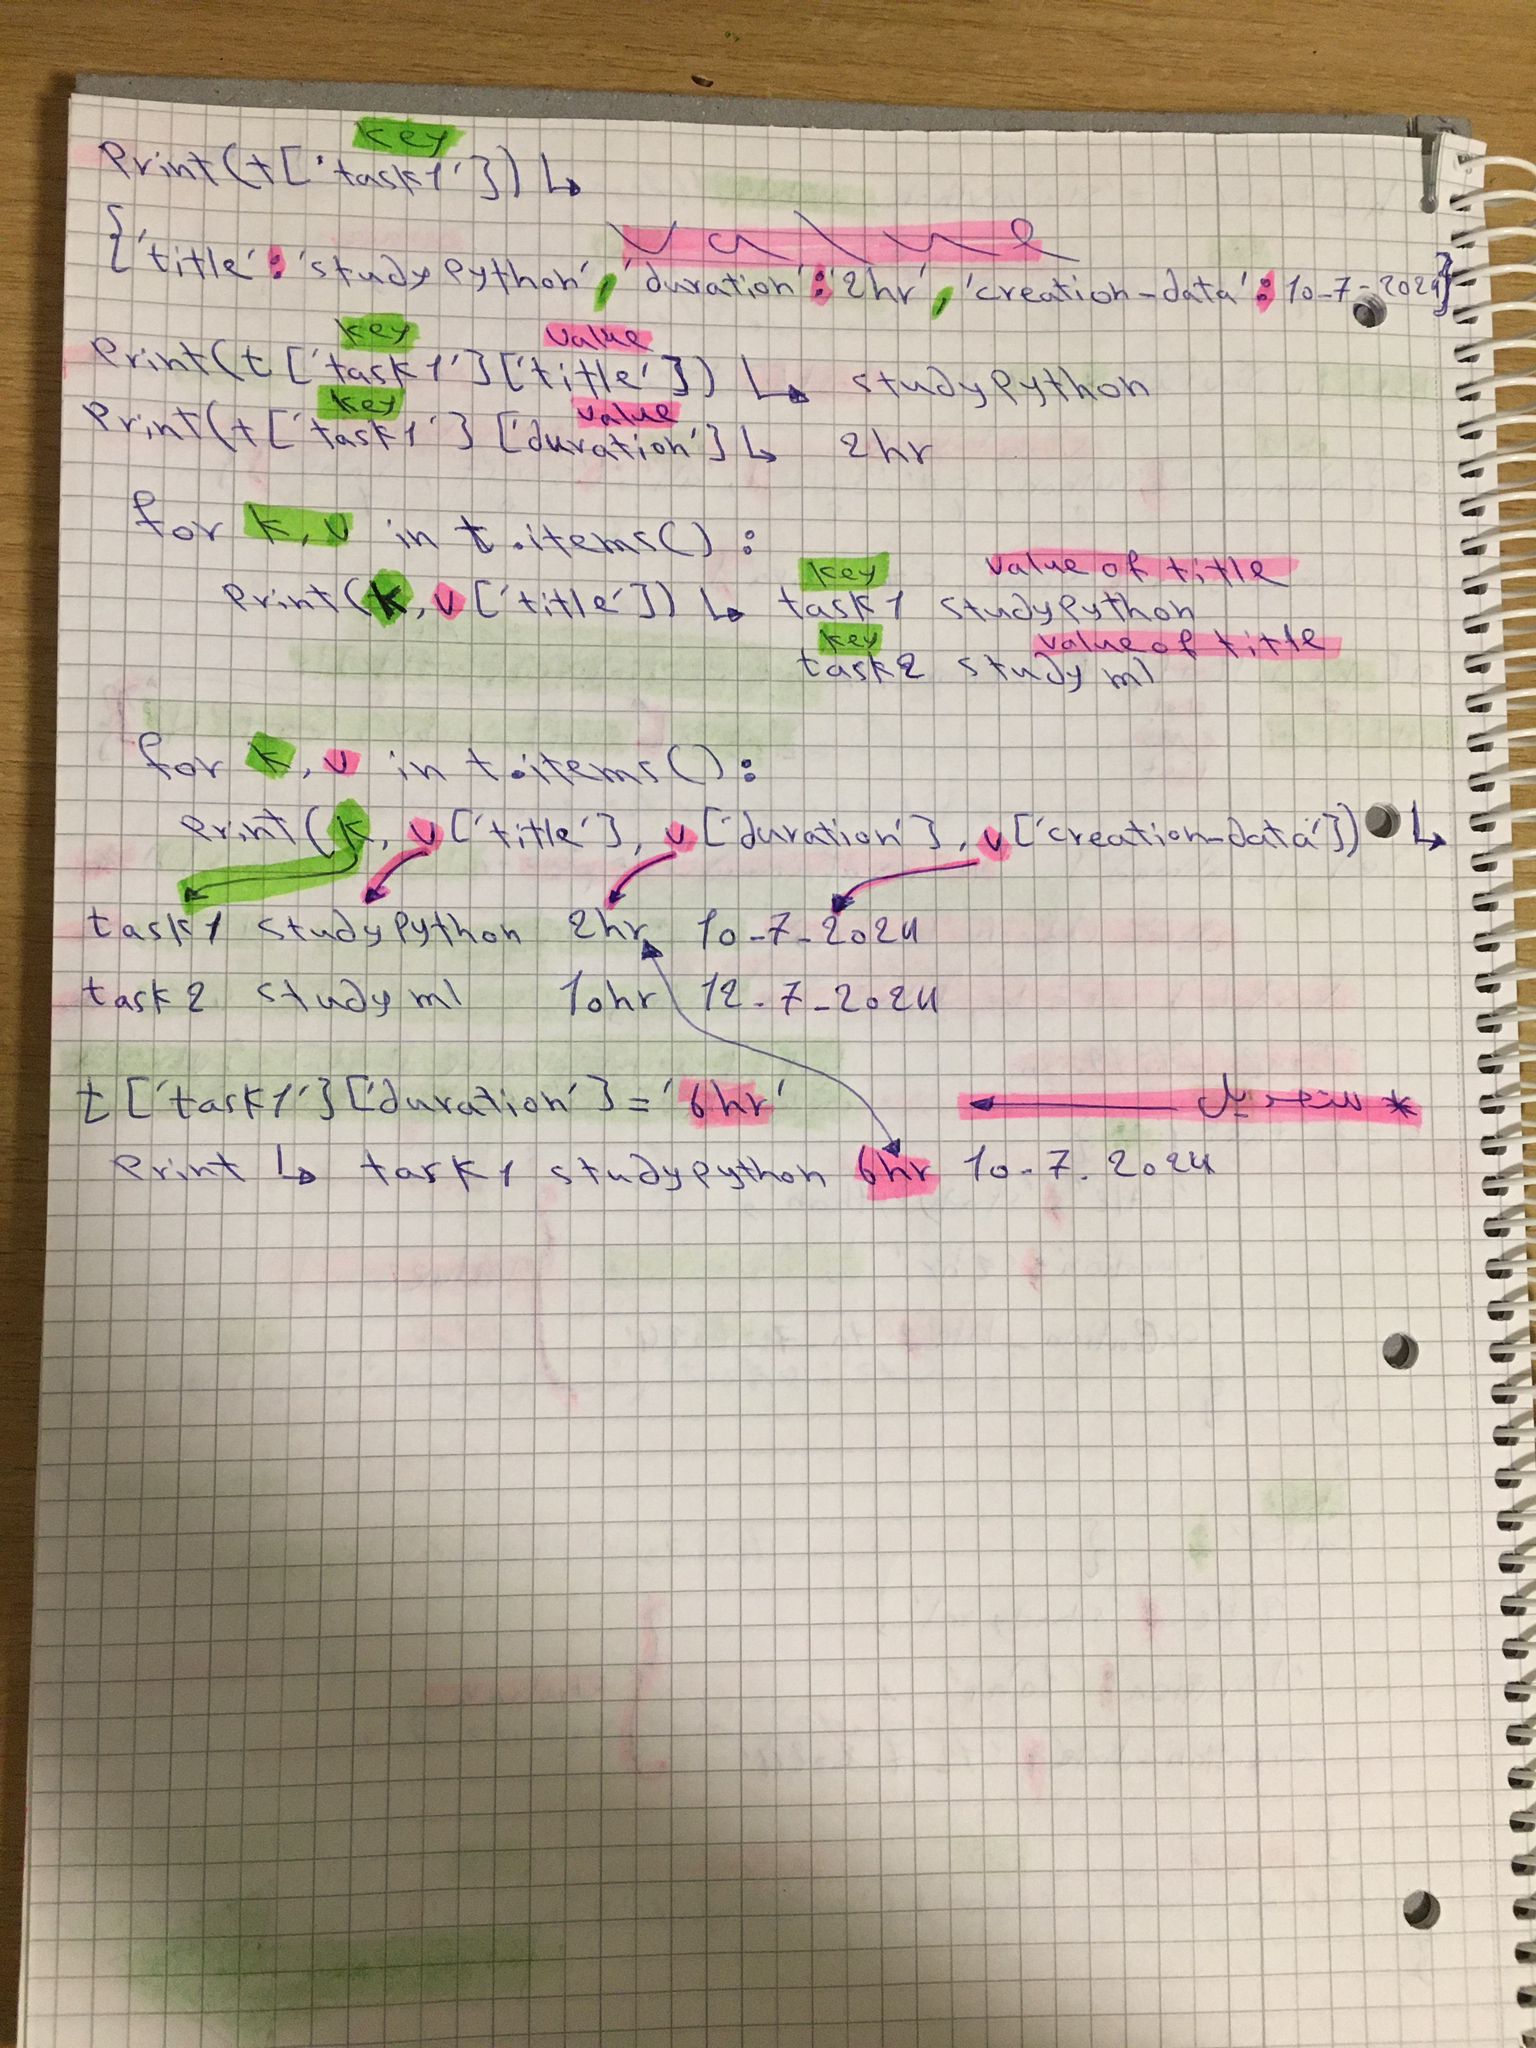 key
Print(t['task1'])↳
value
{'title': 'studypython', 'duration': '2hr', 'creation-data': 10-7-2024}
key value
Print(t['task1']['title'])↳ studypython
key value
Print(t['task1']['duration']↳ 2hr
for k,v in t.items():
key value of title
Print(k,v['title'])↳ task1 studypython
key value of title
task2 study ml
for k,v in t.items():
Print(k, v['title'], v['duration'], v['creation-data'])↳
task1 studypython 2hr 10-7-2024
task2 study ml 10hr 12-7-2024
t['task1']['duration']='6hr'
Print ↳ task1 studypython 6hr 10-7.2024